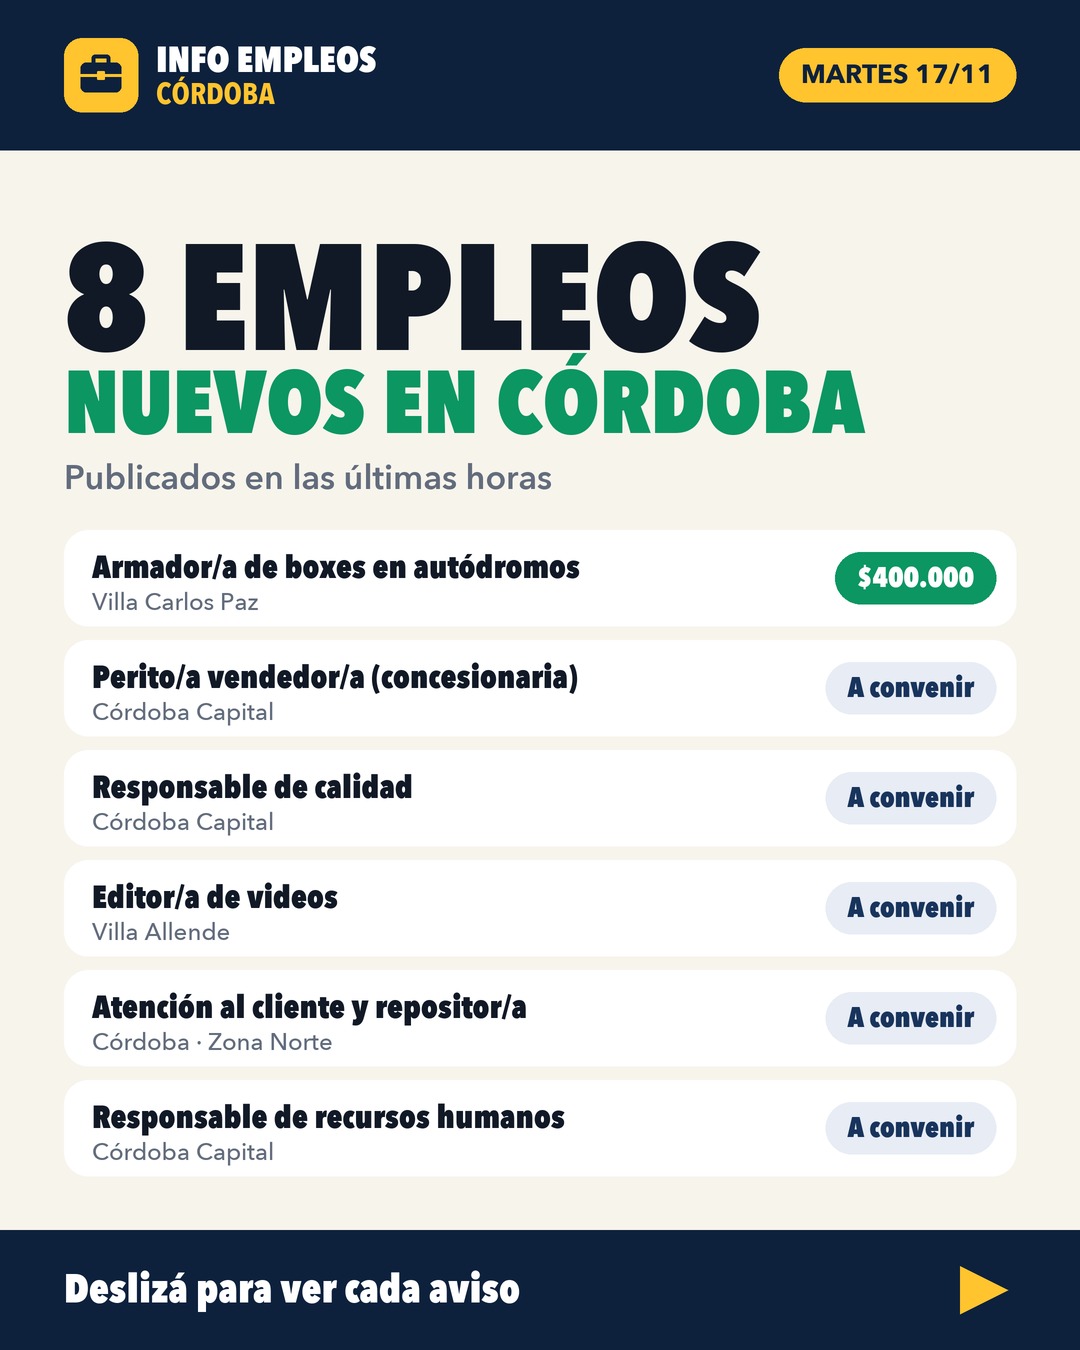 INFO EMPLEOS
CÓRDOBA
MARTES 17/11
8 EMPLEOS
NUEVOS EN CÓRDOBA
Publicados en las últimas horas
Armador/a de boxes en autódromos
Villa Carlos Paz
$400.000
Perito/a vendedor/a (concesionaria)
Córdoba Capital
A convenir
Responsable de calidad
Córdoba Capital
A convenir
Editor/a de videos
Villa Allende
A convenir
Atención al cliente y repositor/a
Córdoba · Zona Norte
A convenir
Responsable de recursos humanos
Córdoba Capital
A convenir
Deslizá para ver cada aviso